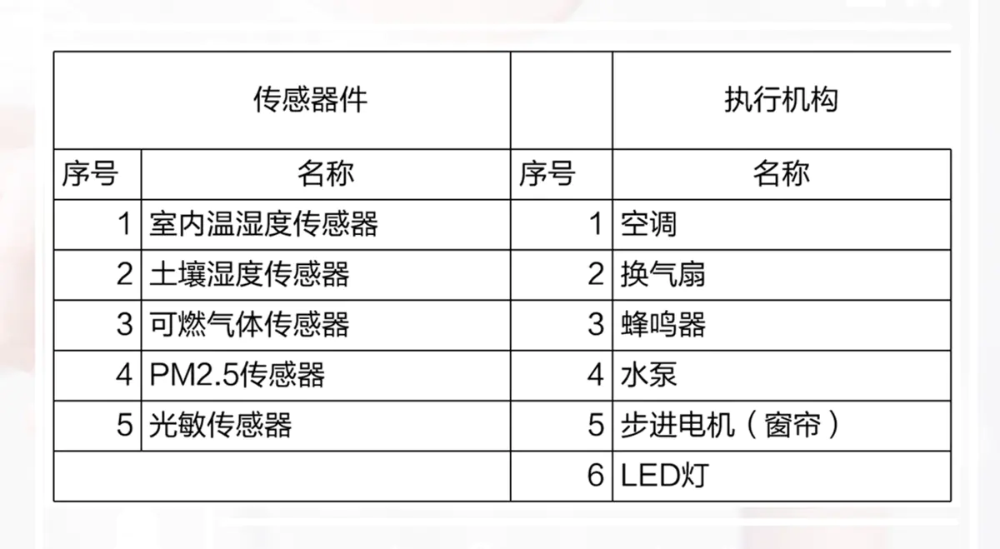 传感器件 执行机构
序号 名称 序号 名称
1 室内温湿度传感器 1 空调
2 土壤湿度传感器 2 换气扇
3 可燃气体传感器 3 蜂鸣器
4 PM2.5传感器 4 水泵
5 光敏传感器 5 步进电机（窗帘）
6 LED灯